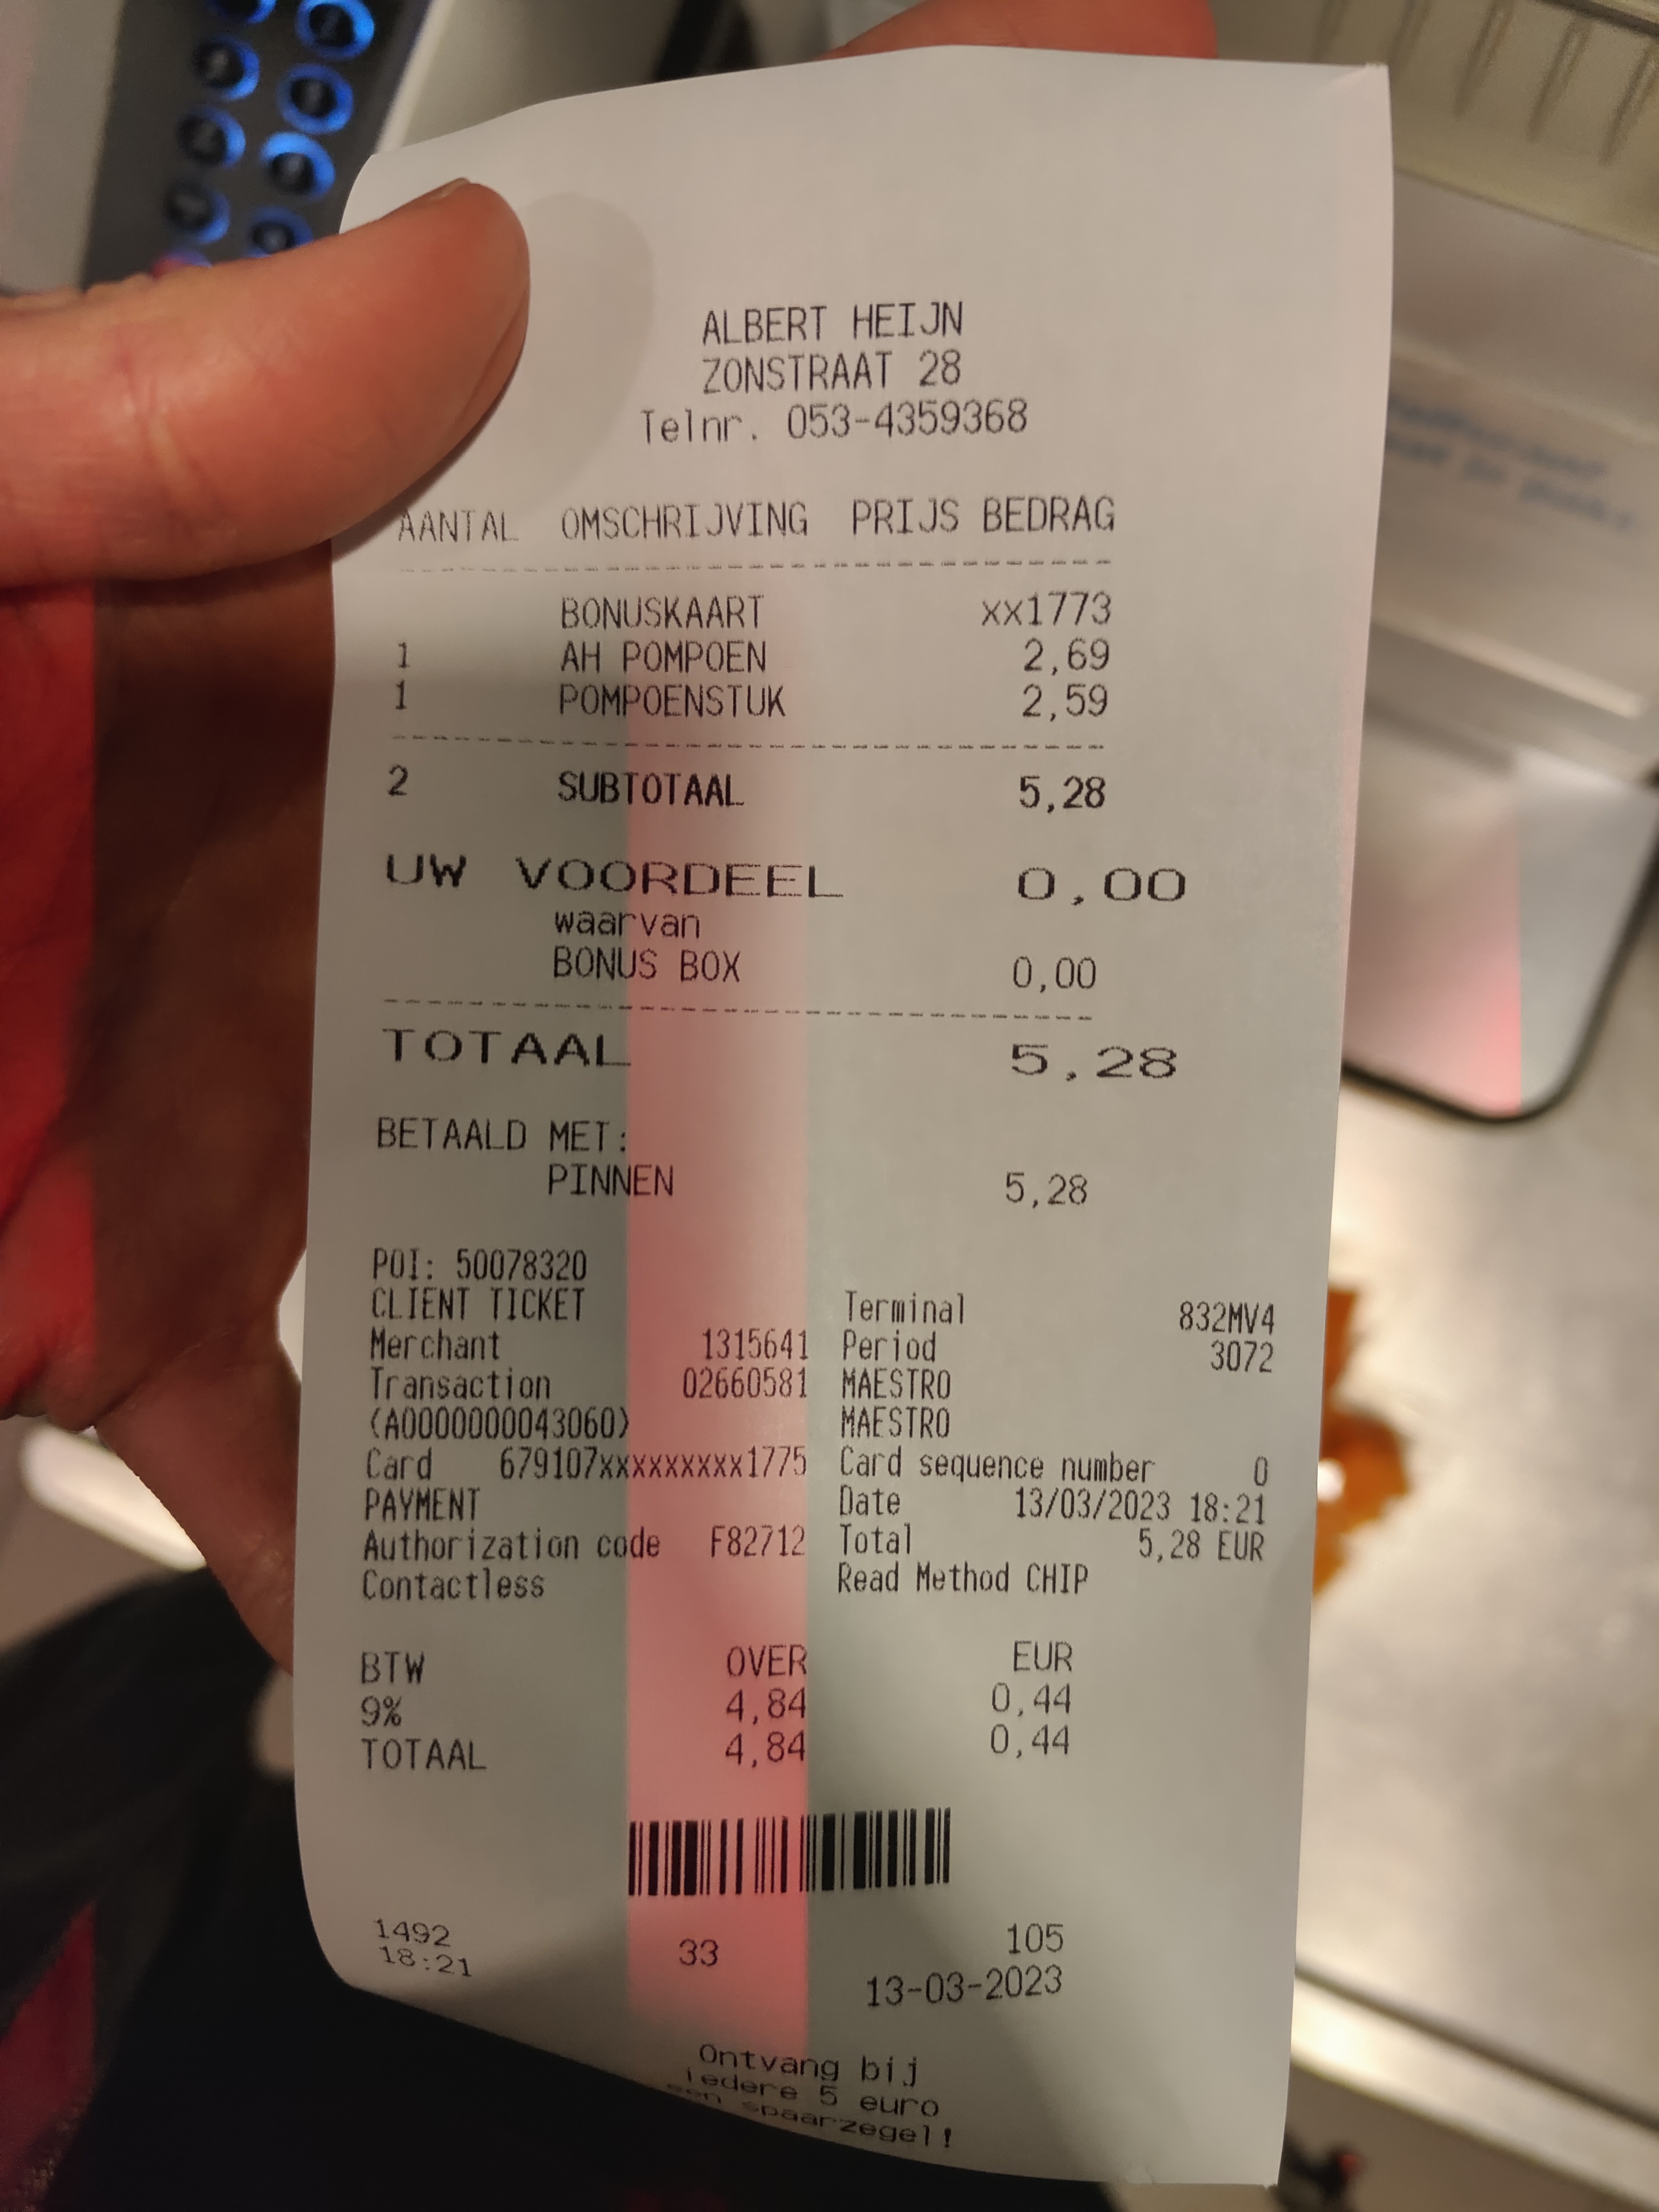 ALBERT HEIJN
ZONSTRAAT 28
Telnr. 053-4359368
AANTAL OMSCHRIJVING PRIJS BEDRAG
BONUSKAART xx1773
1 AH POMPOEN 2,69
1 POMPOENSTUK 2,59
2 SUBTOTAAL 5,28
UW VOORDEEL 0,00
waarvan
BONUS BOX 0,00
TOTAAL 5,28
BETAALD MET:
PINNEN 5,28
POI: 50078320
CLIENT TICKET Terminal 832MV4
Merchant 1315641 Period 3072
Transaction 02660581 MAESTRO
(A0000000043060) MAESTRO
Card 679107xxxxxxxxx1775 Card sequence number 0
PAYMENT Date 13/03/2023 18:21
Authorization code F82712 Total 5,28 EUR
Contactless Read Method CHIP
BTW OVER EUR
9% 4,84 0,44
TOTAAL 4,84 0,44
1492 33 105
18:21 13-03-2023
Ontvang bij
iedere 5 euro
een spaarzegel!